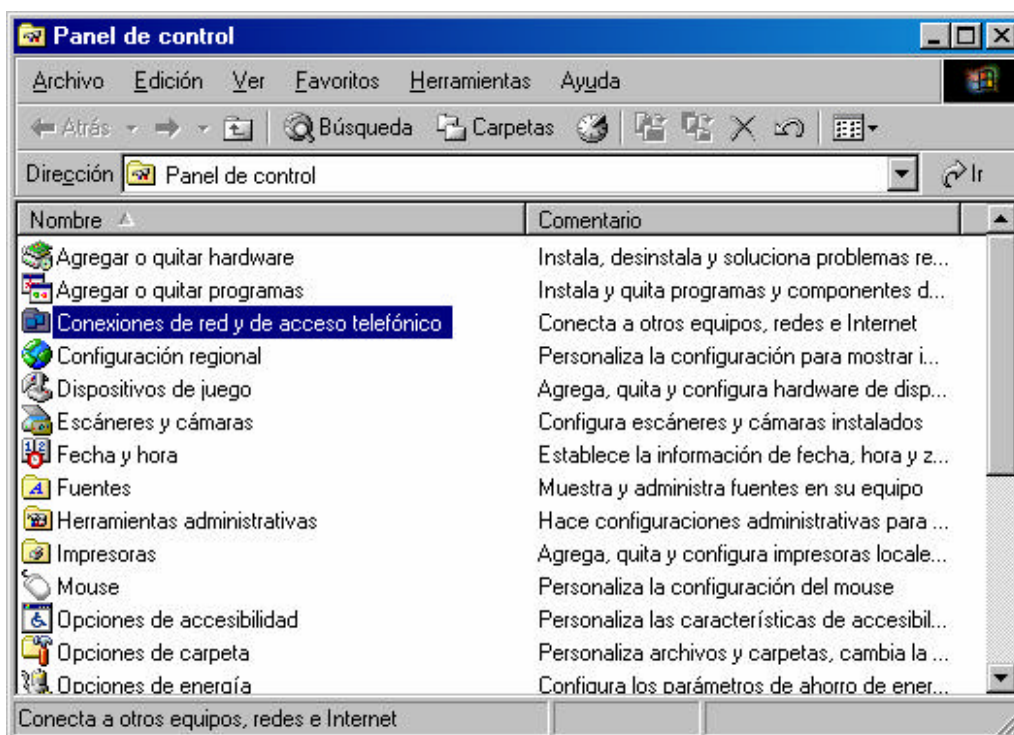 Panel de control
Archivo Edición Ver Favoritos Herramientas Ayuda
Atrás Búsqueda Carpetas
Dirección Panel de control Ir
Nombre Comentario
Agregar o quitar hardware Instala, desinstala y soluciona problemas re...
Agregar o quitar programas Instala y quita programas y componentes d...
Conexiones de red y de acceso telefónico Conecta a otros equipos, redes e Internet
Configuración regional Personaliza la configuración para mostrar i...
Dispositivos de juego Agrega, quita y configura hardware de disp...
Escáneres y cámaras Configura escáneres y cámaras instalados
Fecha y hora Establece la información de fecha, hora y z...
Fuentes Muestra y administra fuentes en su equipo
Herramientas administrativas Hace configuraciones administrativas para ...
Impresoras Agrega, quita y configura impresoras locale...
Mouse Personaliza la configuración del mouse
Opciones de accesibilidad Personaliza las características de accesibil...
Opciones de carpeta Personaliza archivos y carpetas, cambia la ...
Opciones de energía Configura los parámetros de ahorro de ener...
Conecta a otros equipos, redes e Internet